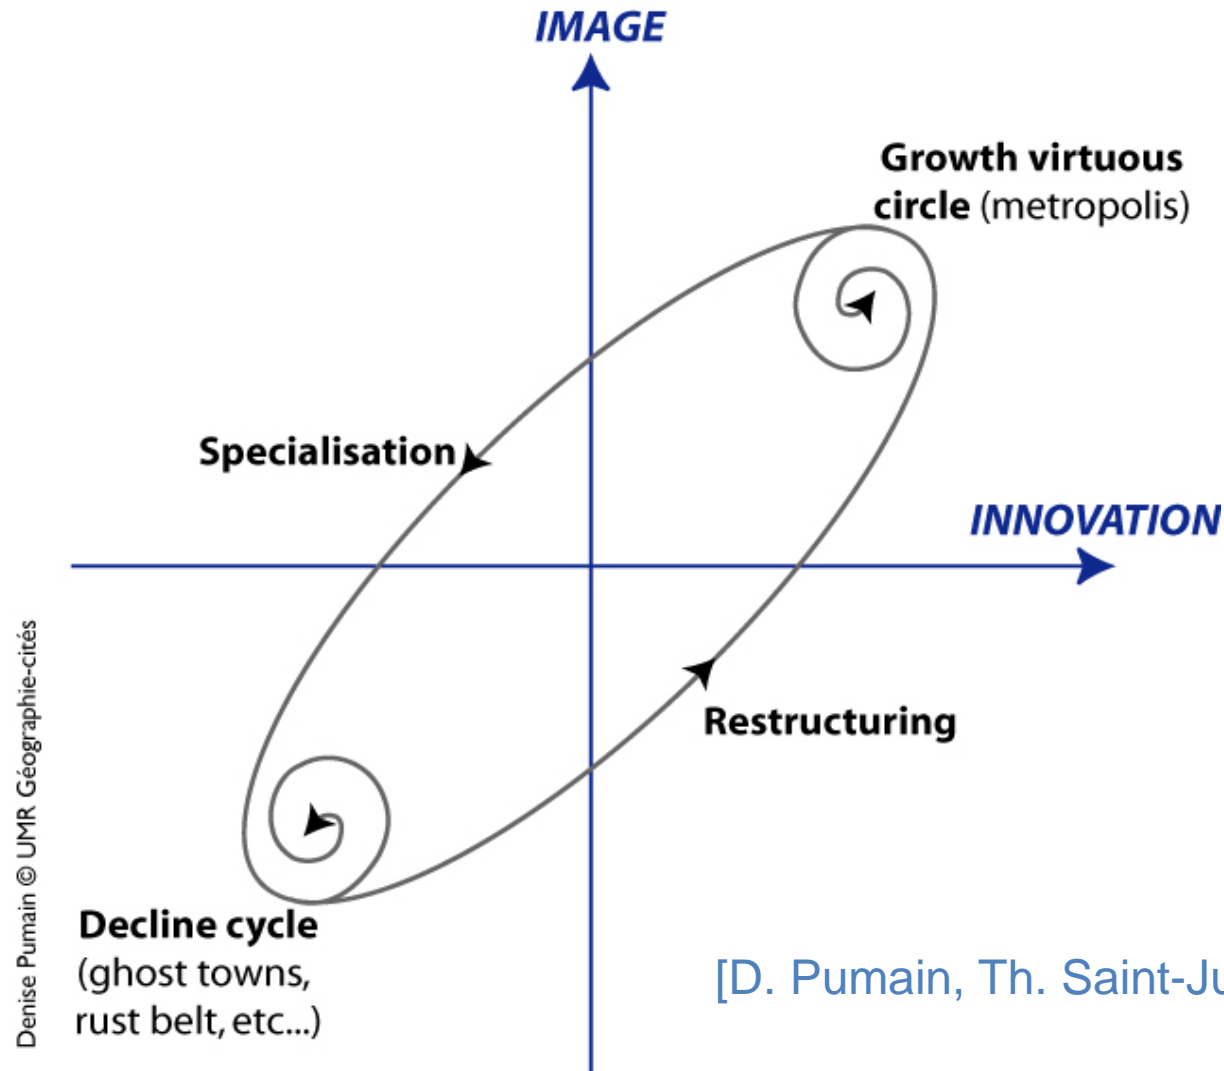 IMAGE
Growth virtuous
circle (metropolis)
Specialisation
INNOVATION
Restructuring
Decline cycle
(ghost towns,
rust belt, etc...)
[D. Pumain, Th. Saint-Ju
Denise Pumain © UMR Géographie-cités